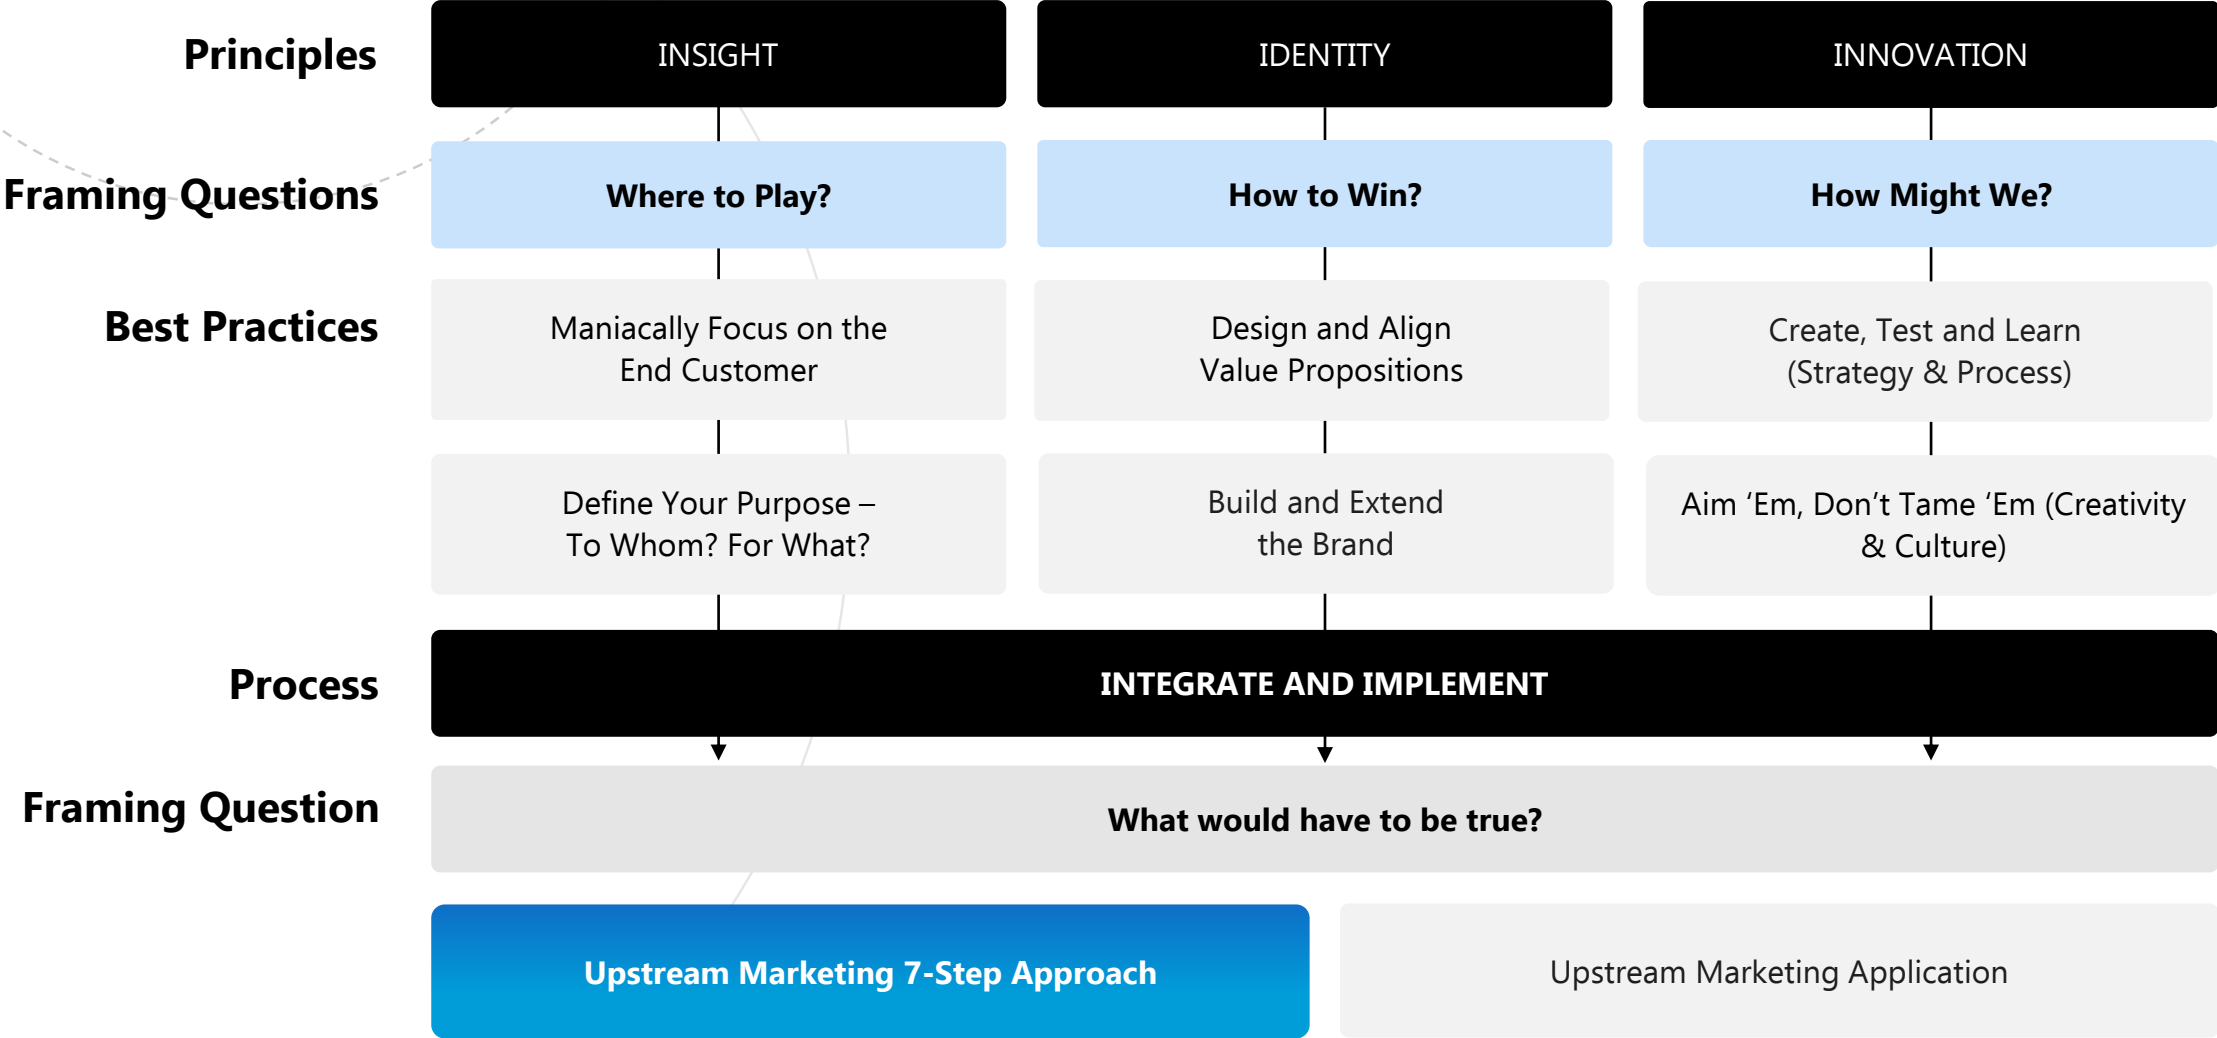 Principles
INSIGHT
IDENTITY
INNOVATION
Framing Questions
Where to Play?
How to Win?
How Might We?
Best Practices
Maniacally Focus on the
End Customer
Design and Align
Value Propositions
Create, Test and Learn
(Strategy & Process)
Define Your Purpose –
To Whom? For What?
Build and Extend
the Brand
Aim ‘Em, Don’t Tame ‘Em (Creativity
& Culture)
Process
INTEGRATE AND IMPLEMENT
Framing Question
What would have to be true?
Upstream Marketing 7-Step Approach
Upstream Marketing Application